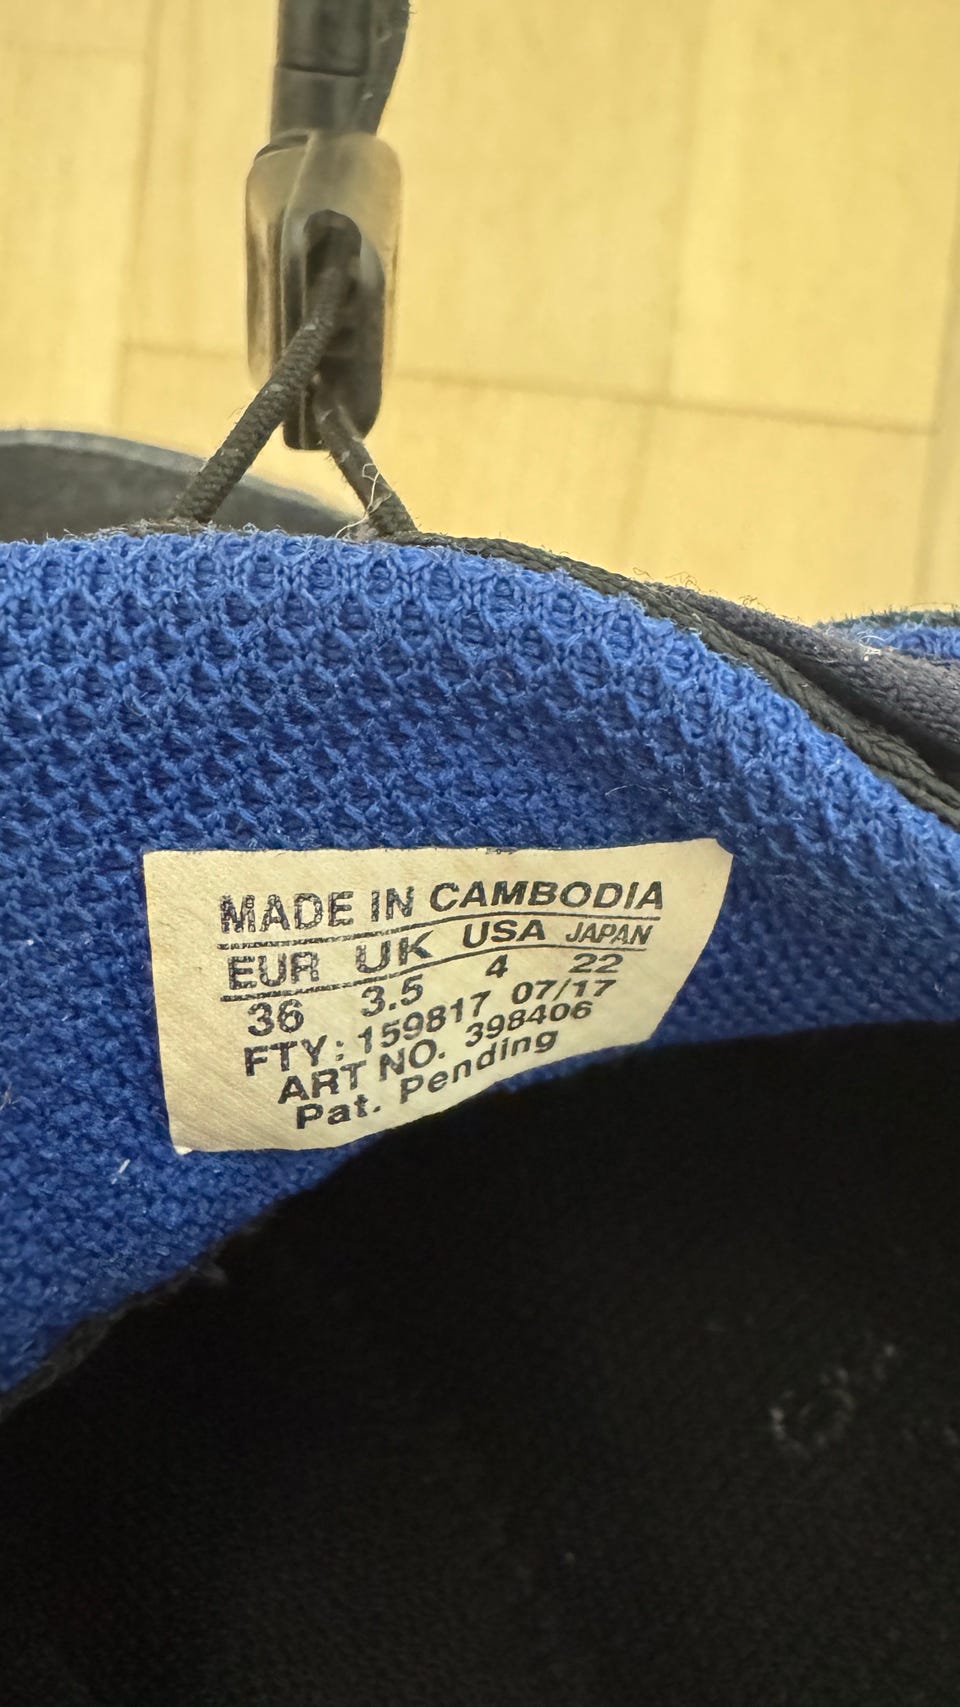 MADE IN CAMBODIA
EUR UK USA JAPAN
36 3.5 4 22
FTY: 159817 07/17
ART NO. 398406
Pat. Pending